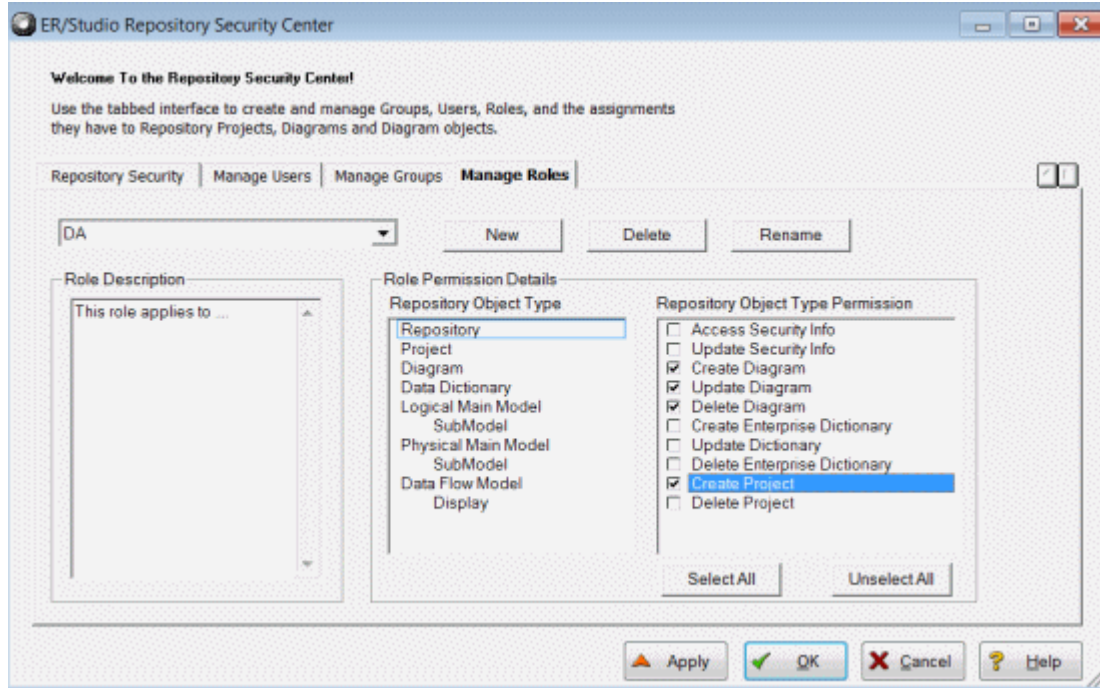 ER/Studio Repository Security Center
Welcome To the Repository Security Center!
Use the tabbed interface to create and manage Groups, Users, Roles, and the assignments
they have to Repository Projects, Diagrams and Diagram objects.
Repository Security Manage Users Manage Groups Manage Roles
DA New Delete Rename
Role Description
This role applies to ...
Role Permission Details
Repository Object Type
Repository
Project
Diagram
Data Dictionary
Logical Main Model
SubModel
Physical Main Model
SubModel
Data Flow Model
Display
Repository Object Type Permission
Access Security Info
Update Security Info
Create Diagram
Update Diagram
Delete Diagram
Create Enterprise Dictionary
Update Dictionary
Delete Enterprise Dictionary
Create Project
Delete Project
Select All Unselect All
Apply OK Cancel Help